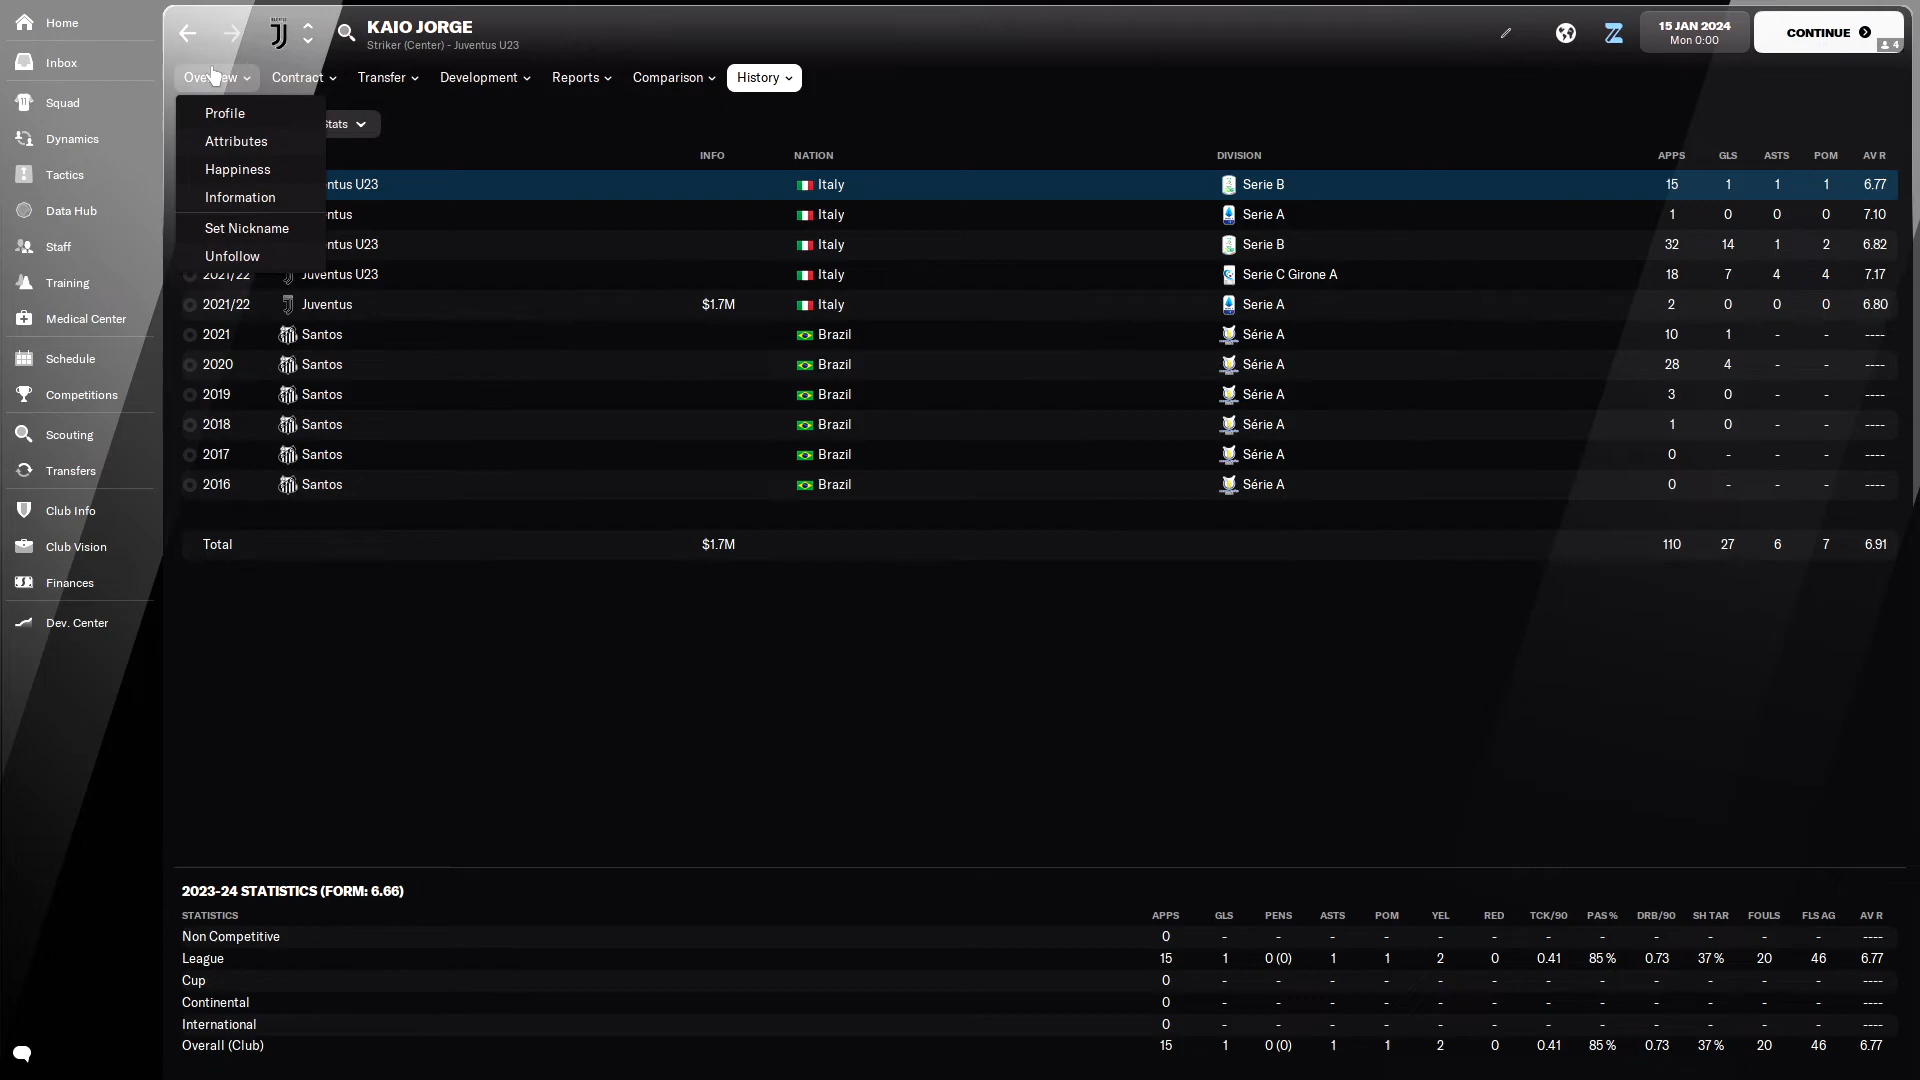 Home
Inbox
Squad
Dynamics
Tactics
Data Hub
Staff
Training
Medical Center
Schedule
Competitions
Scouting
Transfers
Club Info
Club Vision
Finances
Dev. Center
KAIO JORGE
Striker (Center) - Juventus U23
15 JAN 2024
Mon 0:00
CONTINUE
4
Contract Transfer Development Reports Comparison History
Profile
Attributes
Happiness
Information
Set Nickname
Unfollow
Stats
INFO NATION DIVISION APPS GLS ASTS POM AV R
entus U23 Italy Serie B 15 1 1 1 6.77
entus Italy Serie A 1 0 0 0 7.10
entus U23 Italy Serie B 32 14 1 2 6.82
2021/22 Juventus U23 Italy Serie C Girone A 18 7 4 4 7.17
2021/22 Juventus $1.7M Italy Serie A 2 0 0 0 6.80
2021 Santos Brazil Série A 10 1 - - ----
2020 Santos Brazil Série A 28 4 - - ----
2019 Santos Brazil Série A 3 0 - - ----
2018 Santos Brazil Série A 1 0 - - ----
2017 Santos Brazil Série A 0 - - - ----
2016 Santos Brazil Série A 0 - - - ----
Total $1.7M 110 27 6 7 6.91
2023-24 STATISTICS (FORM: 6.66)
STATISTICS APPS GLS PENS ASTS POM YEL RED TCK/90 PAS % DRB/90 SH TAR FOULS FLS AG AV R
Non Competitive 0 - - - - - - - - - - - - ----
League 15 1 0 (0) 1 1 2 0 0.41 85 % 0.73 37 % 20 46 6.77
Cup 0 - - - - - - - - - - - - ----
Continental 0 - - - - - - - - - - - - ----
International 0 - - - - - - - - - - - - ----
Overall (Club) 15 1 0 (0) 1 1 2 0 0.41 85 % 0.73 37 % 20 46 6.77